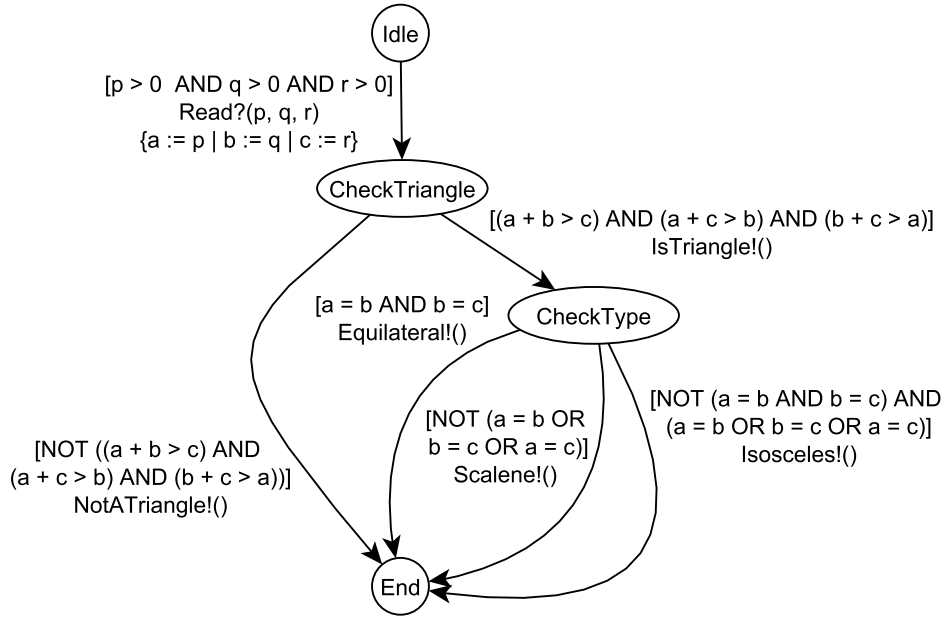 Idle
[p > 0  AND q > 0 AND r > 0]
Read?(p, q, r)
{a := p | b := q | c := r}
CheckTriangle
[(a + b > c) AND (a + c > b) AND (b + c > a)]
IsTriangle!()
[a = b AND b = c]
Equilateral!()
CheckType
[NOT (a = b OR
b = c OR a = c)]
Scalene!()
[NOT (a = b AND b = c) AND
(a = b OR b = c OR a = c)]
Isosceles!()
[NOT ((a + b > c) AND
(a + c > b) AND (b + c > a))]
NotATriangle!()
End